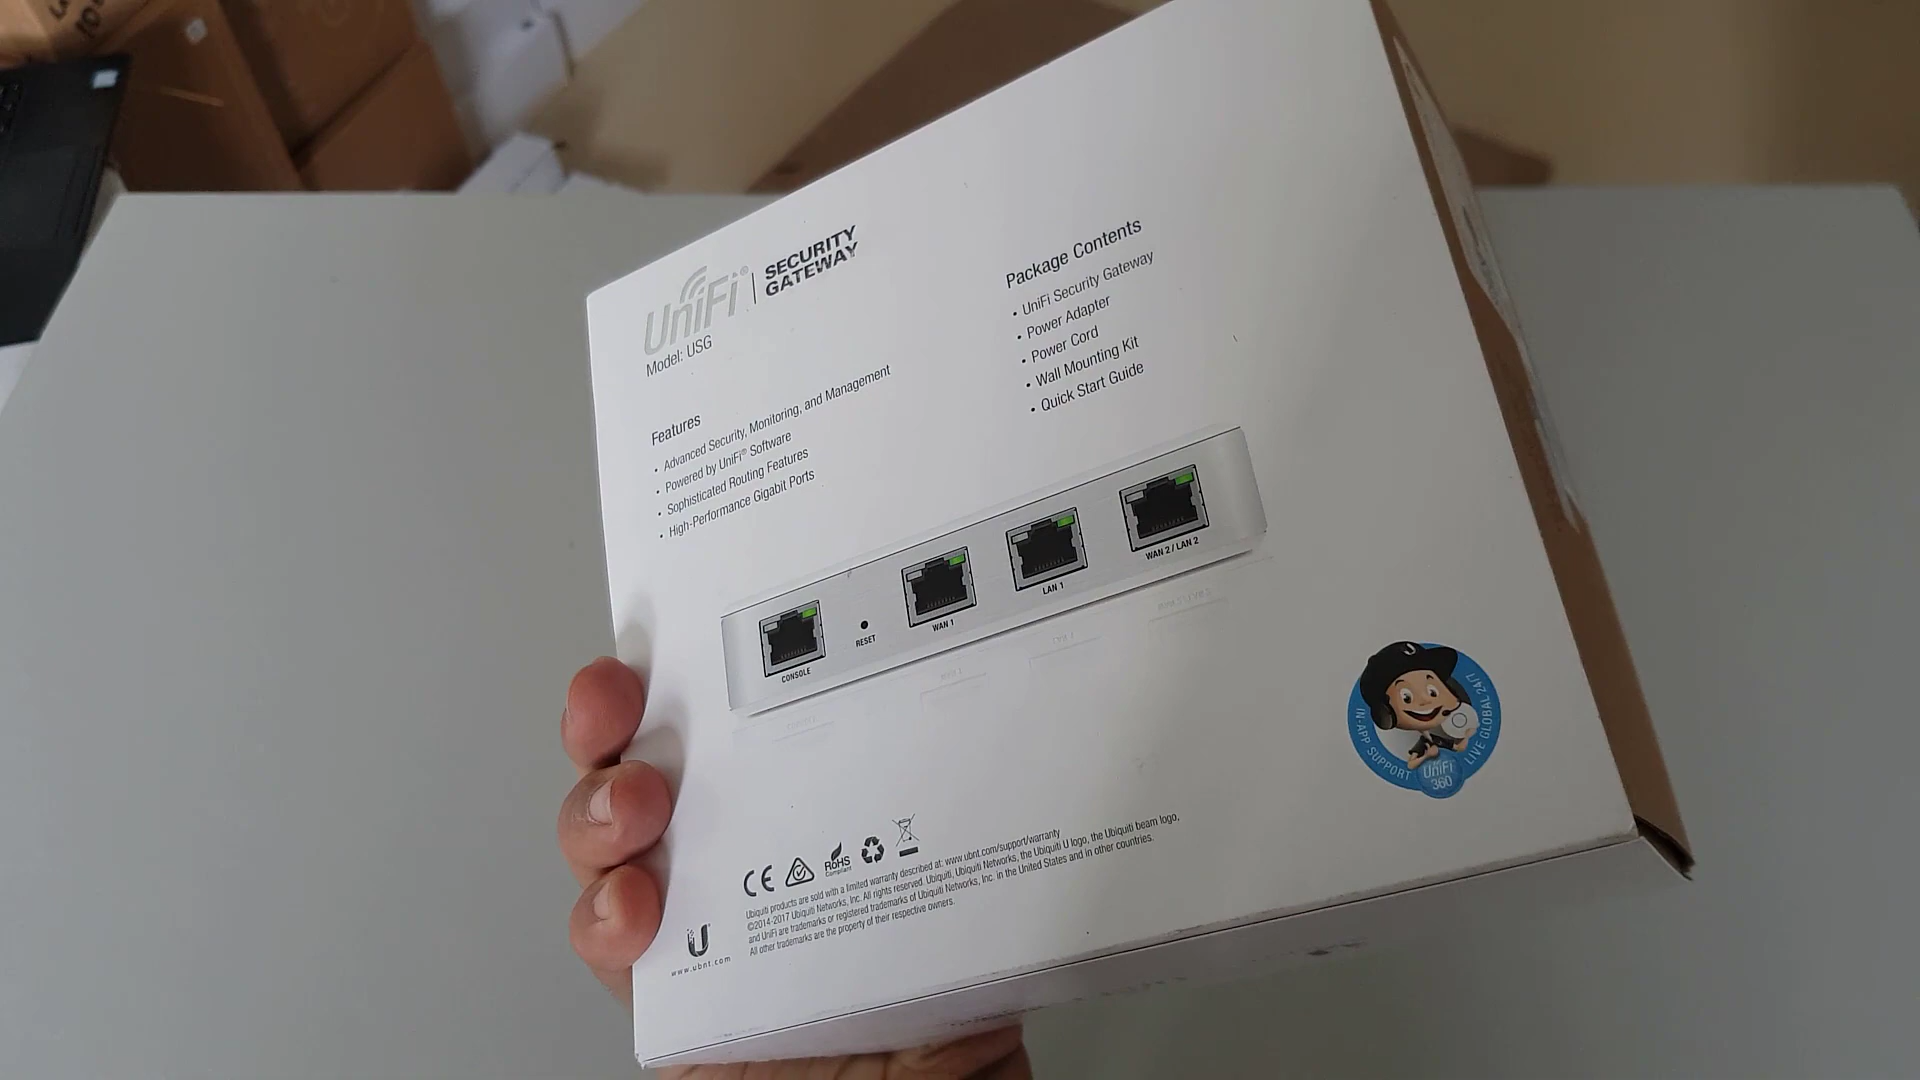 UniFi®
SECURITY
GATEWAY
Model: USG
Features
• Advanced Security, Monitoring, and Management
• Powered by UniFi® Software
• Sophisticated Routing Features
• High-Performance Gigabit Ports
Package Contents
• UniFi Security Gateway
• Power Adapter
• Power Cord
• Wall Mounting Kit
• Quick Start Guide
CONSOLE
RESET
WAN 1
LAN 1
WAN 2 / LAN 2
IN-APP SUPPORT
LIVE GLOBAL 24/7
UniFi
360
CE
RoHS
Compliant
Ubiquiti products are sold with a limited warranty described at: www.ubnt.com/support/warranty
©2014-2017 Ubiquiti Networks, Inc. All rights reserved. Ubiquiti, Ubiquiti Networks, the Ubiquiti U logo, the Ubiquiti beam logo,
and UniFi are trademarks or registered trademarks of Ubiquiti Networks, Inc. in the United States and in other countries.
All other trademarks are the property of their respective owners.
www.ubnt.com